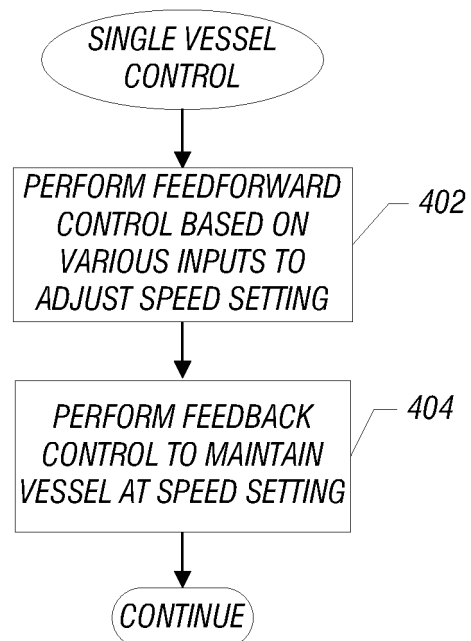 SINGLE VESSEL
CONTROL
PERFORM FEEDFORWARD
CONTROL BASED ON
VARIOUS INPUTS TO
ADJUST SPEED SETTING
402
PERFORM FEEDBACK
CONTROL TO MAINTAIN
VESSEL AT SPEED SETTING
404
CONTINUE